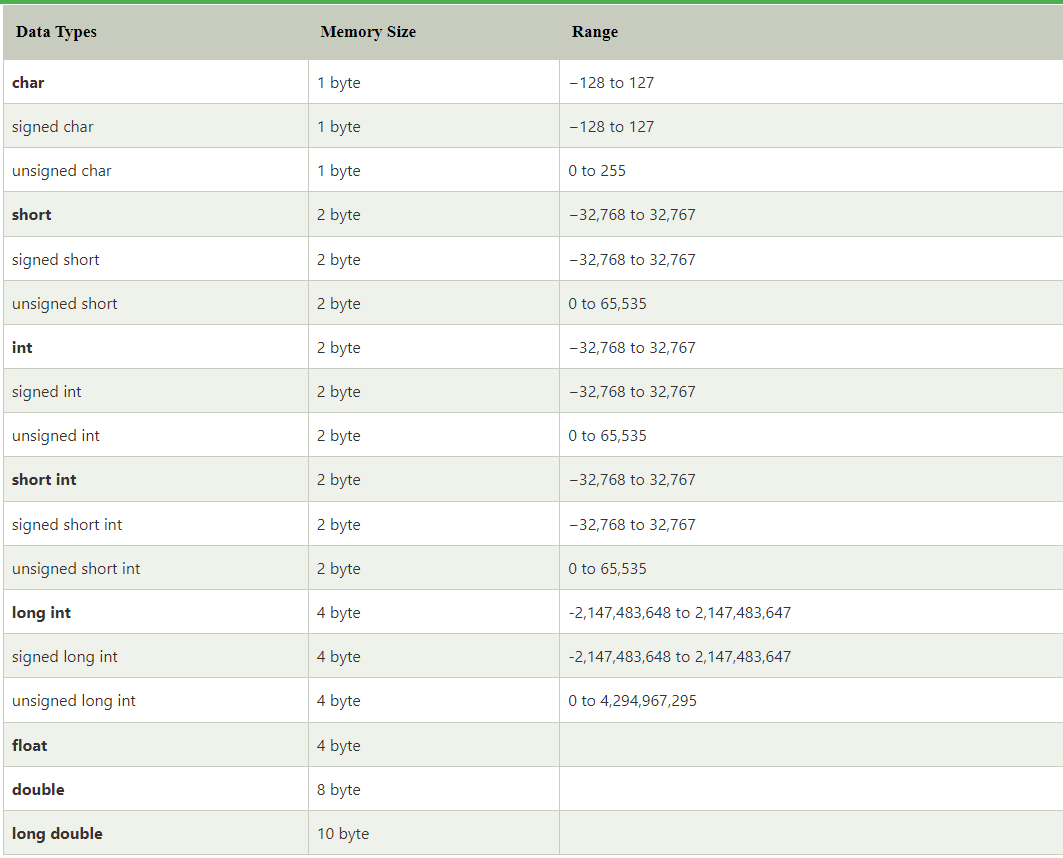 Data Types Memory Size Range
char 1 byte −128 to 127
signed char 1 byte −128 to 127
unsigned char 1 byte 0 to 255
short 2 byte −32,768 to 32,767
signed short 2 byte −32,768 to 32,767
unsigned short 2 byte 0 to 65,535
int 2 byte −32,768 to 32,767
signed int 2 byte −32,768 to 32,767
unsigned int 2 byte 0 to 65,535
short int 2 byte −32,768 to 32,767
signed short int 2 byte −32,768 to 32,767
unsigned short int 2 byte 0 to 65,535
long int 4 byte -2,147,483,648 to 2,147,483,647
signed long int 4 byte -2,147,483,648 to 2,147,483,647
unsigned long int 4 byte 0 to 4,294,967,295
float 4 byte
double 8 byte
long double 10 byte